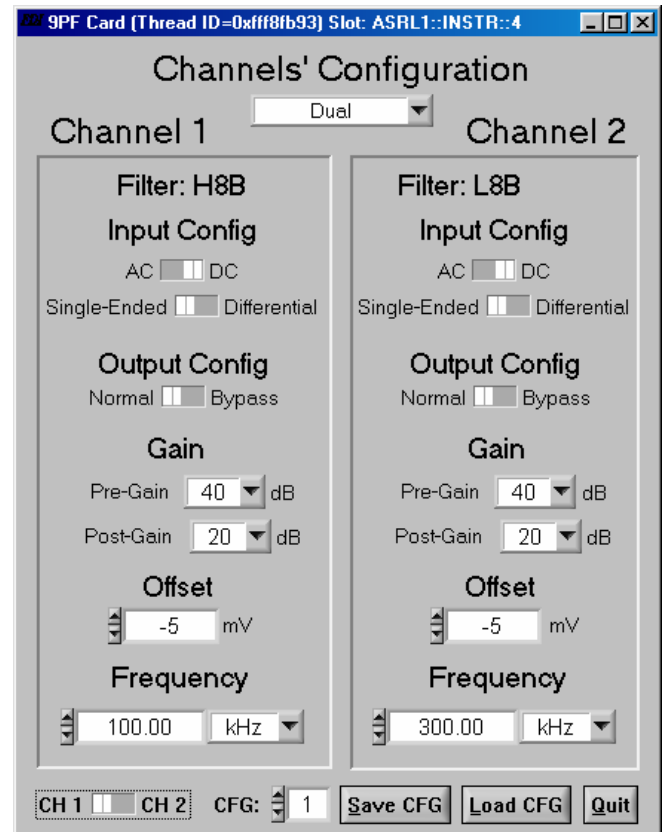 9PF Card (Thread ID=0xfff8fb93) Slot: ASRL1::INSTR::4
Channels' Configuration
Dual
Channel 1
Channel 2
Filter: H8B
Input Config
AC DC
Single-Ended Differential
Output Config
Normal Bypass
Gain
Pre-Gain 40 dB
Post-Gain 20 dB
Offset
-5 mV
Frequency
100.00 kHz
Filter: L8B
Input Config
AC DC
Single-Ended Differential
Output Config
Normal Bypass
Gain
Pre-Gain 40 dB
Post-Gain 20 dB
Offset
-5 mV
Frequency
300.00 kHz
CH 1 CH 2 CFG: 1 Save CFG Load CFG Quit